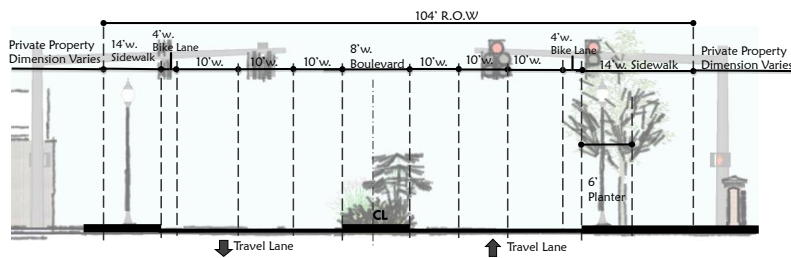 104' R.O.W
Private Property
Dimension Varies
14'w.
Sidewalk
4'w.
Bike Lane
10'w.
10'w.
10'w.
8'w.
Boulevard
10'w.
10'w.
10'w.
4'w.
Bike Lane
14'w. Sidewalk
Private Property
Dimension Varies
6'
Planter
CL
Travel Lane
Travel Lane